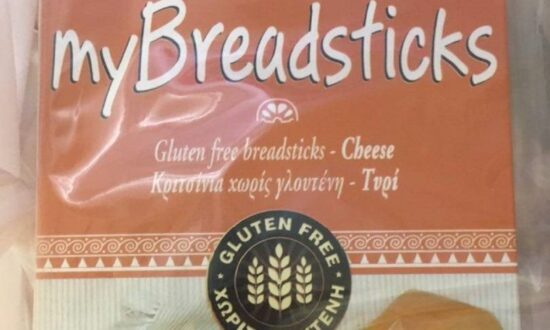 myBreadsticks
Gluten free breadsticks - Cheese
Κριτσίνια χωρίς γλουτένη - Τυρί
GLUTEN FREE